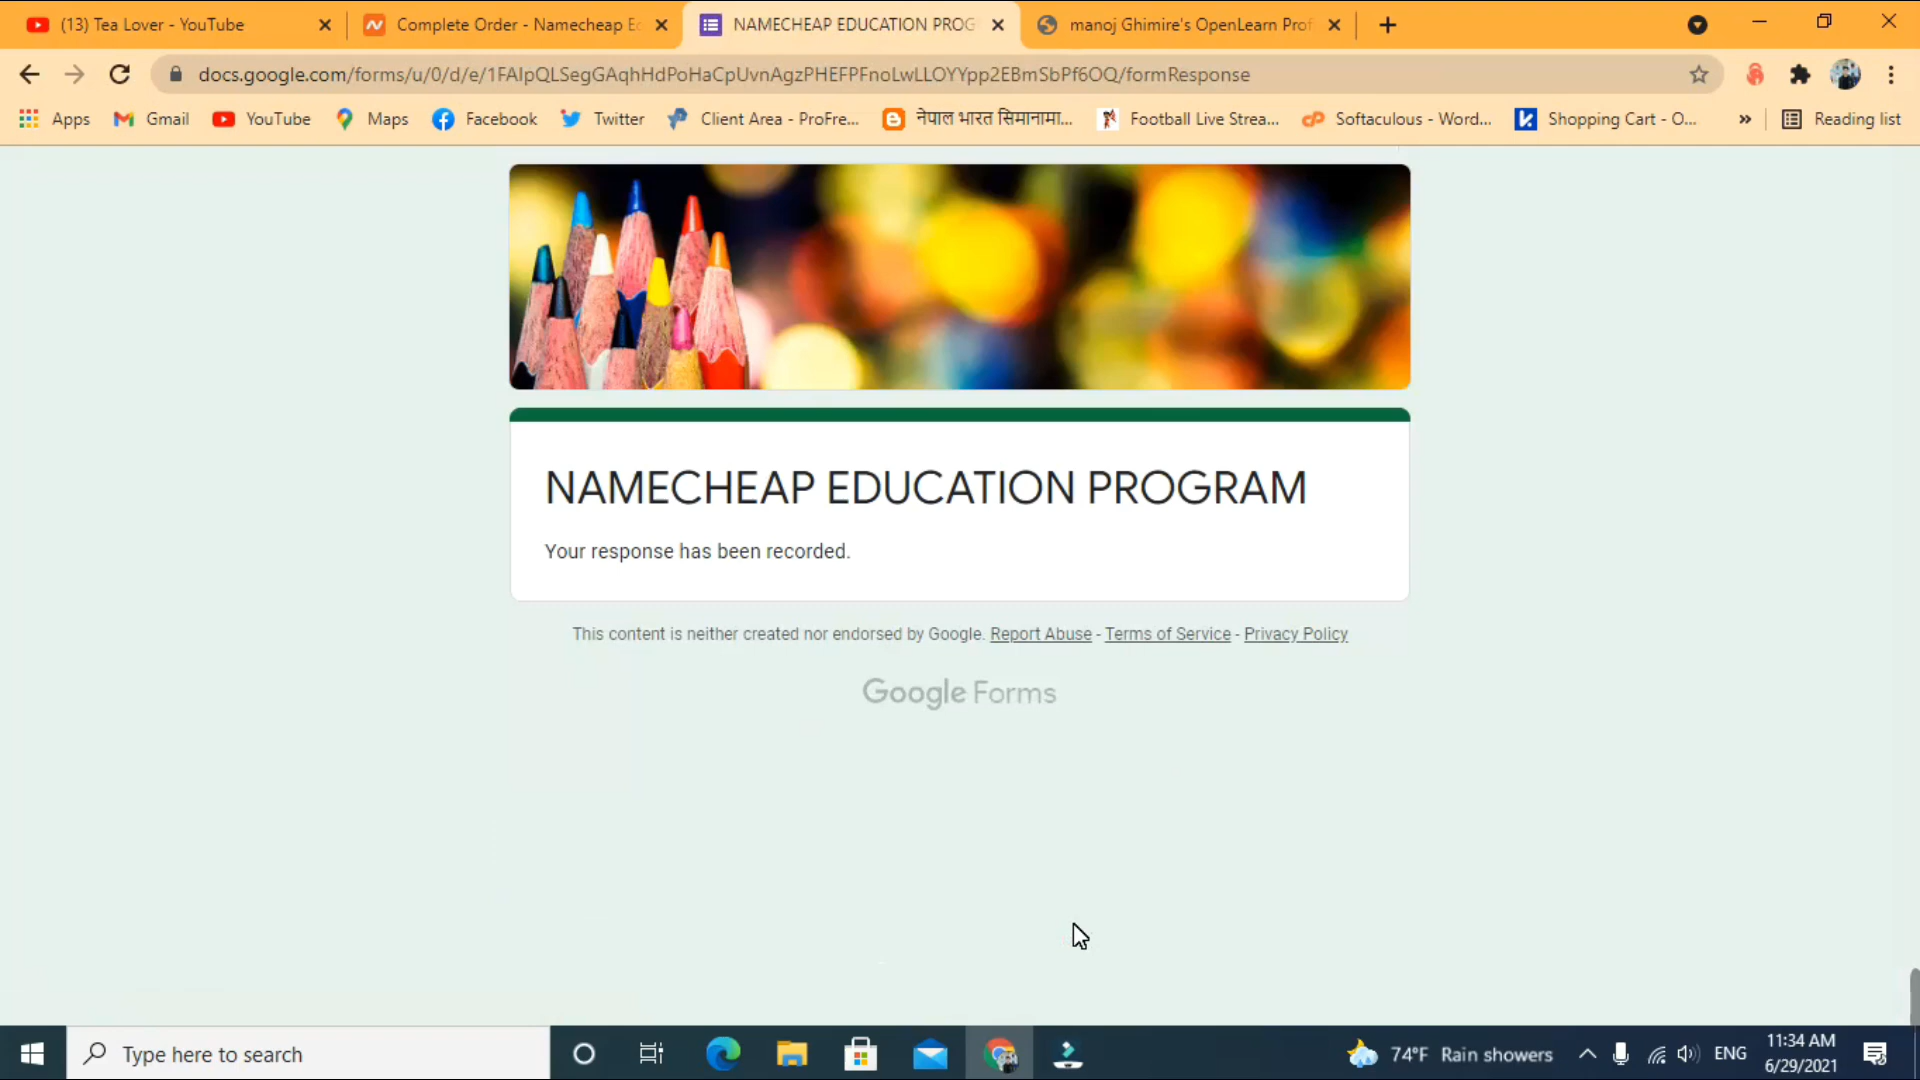 (13) Tea Lover - YouTube
Complete Order - Namecheap E
NAMECHEAP EDUCATION PROG
manoj Ghimire's OpenLearn Prof
docs.google.com/forms/u/0/d/e/1FAIpQLSegGAqhHdPoHaCpUvnAgzPHEFPFnoLwLLOYYpp2EBmSbPf6OQ/formResponse
Apps
Gmail
YouTube
Maps
Facebook
Twitter
Client Area - ProFre...
नेपाल भारत सिमानामा...
Football Live Strea...
Softaculous - Word...
Shopping Cart - O...
»
Reading list
NAMECHEAP EDUCATION PROGRAM
Your response has been recorded.
This content is neither created nor endorsed by Google. Report Abuse - Terms of Service - Privacy Policy
Google Forms
Type here to search
74°F Rain showers
ENG
11:34 AM
6/29/2021